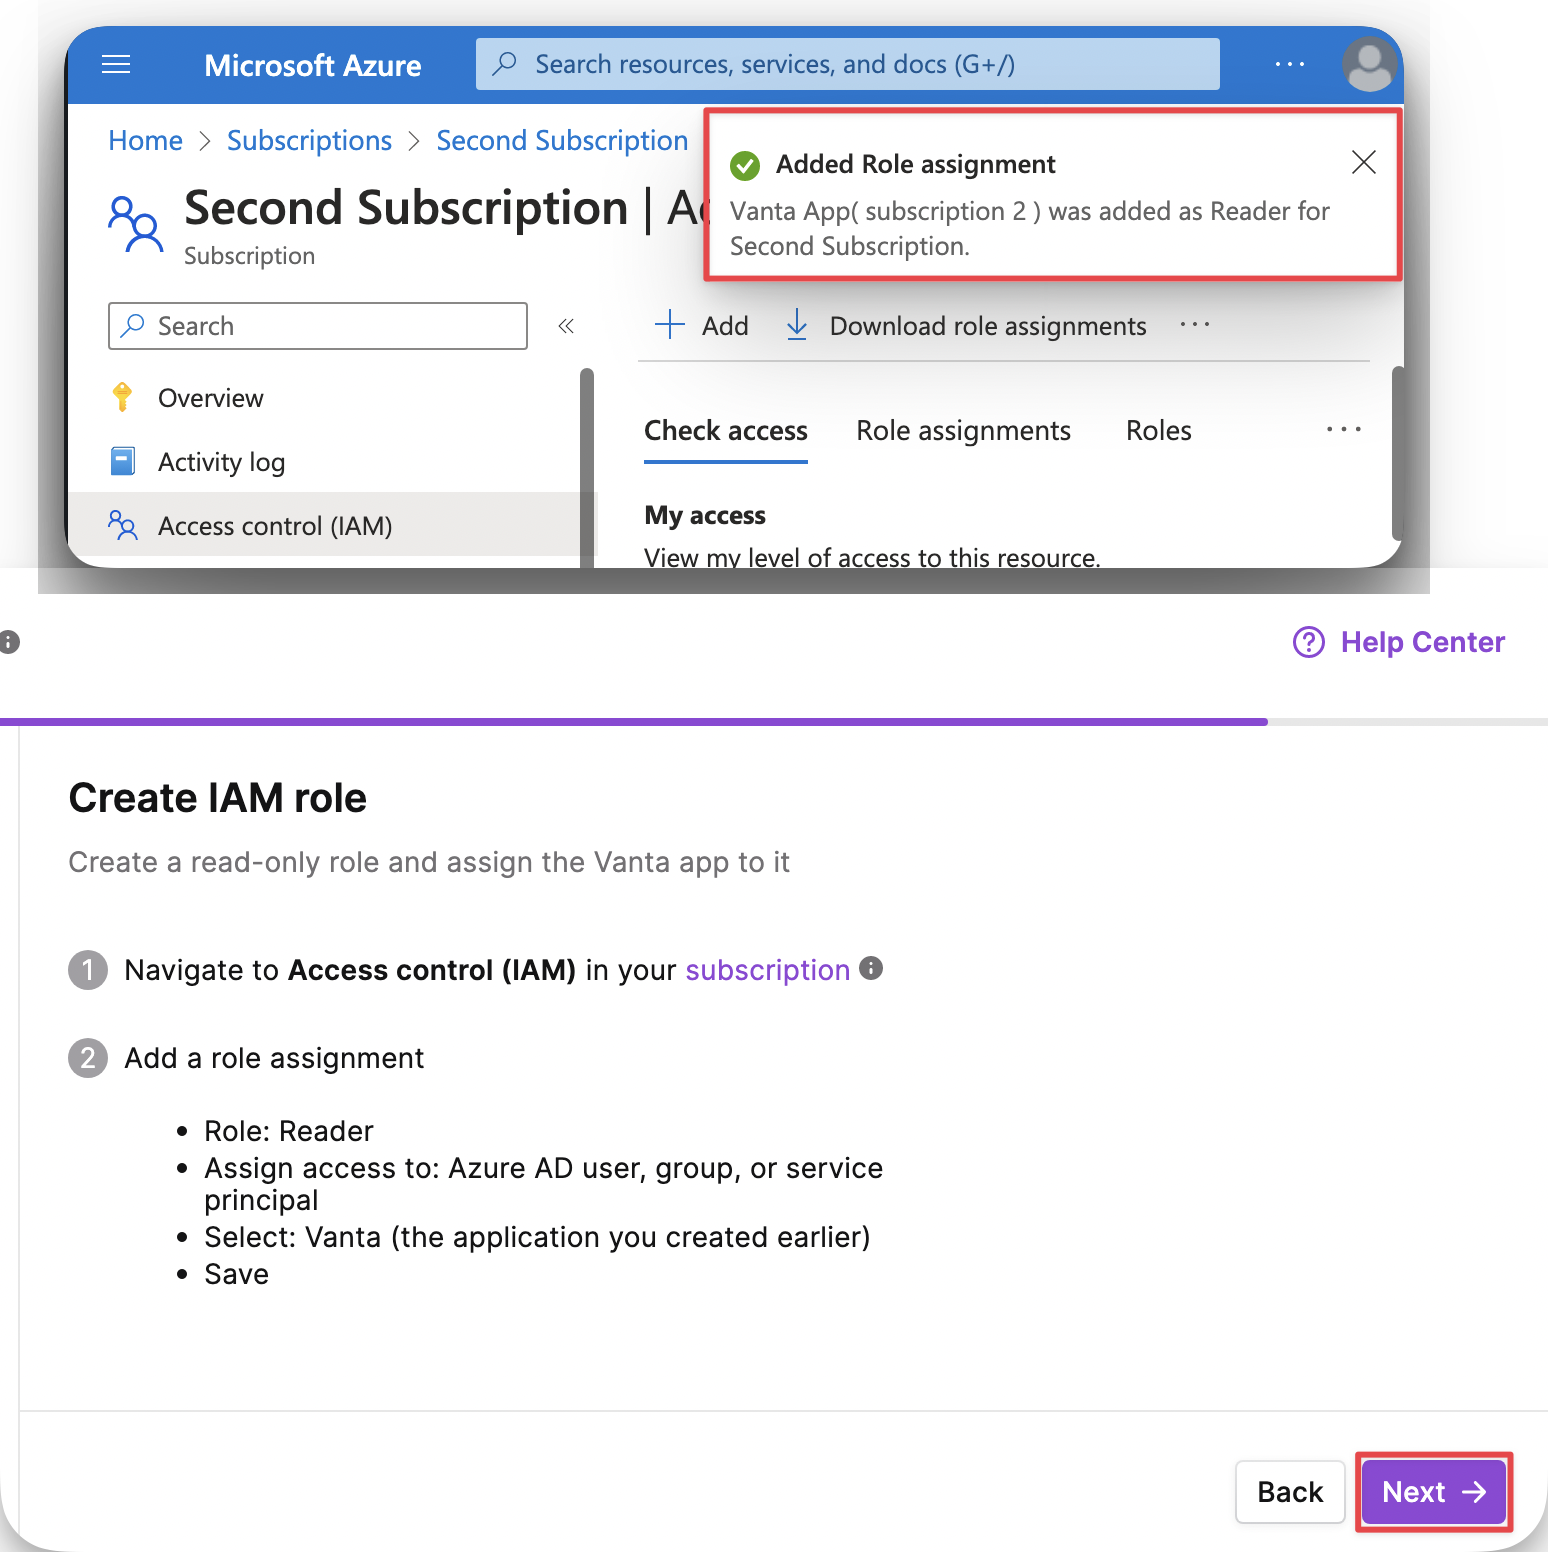 Microsoft Azure
Search resources, services, and docs (G+/)
Home > Subscriptions > Second Subscription
Added Role assignment
Vanta App( subscription 2 ) was added as Reader for
Second Subscription.
Second Subscription | Ac
Subscription
Search
«
Add
Download role assignments
Overview
Activity log
Access control (IAM)
Check access
Role assignments
Roles
My access
View my level of access to this resource.
Help Center
Create IAM role
Create a read-only role and assign the Vanta app to it
1 Navigate to Access control (IAM) in your subscription
2 Add a role assignment
• Role: Reader
• Assign access to: Azure AD user, group, or service
principal
• Select: Vanta (the application you created earlier)
• Save
Back
Next →